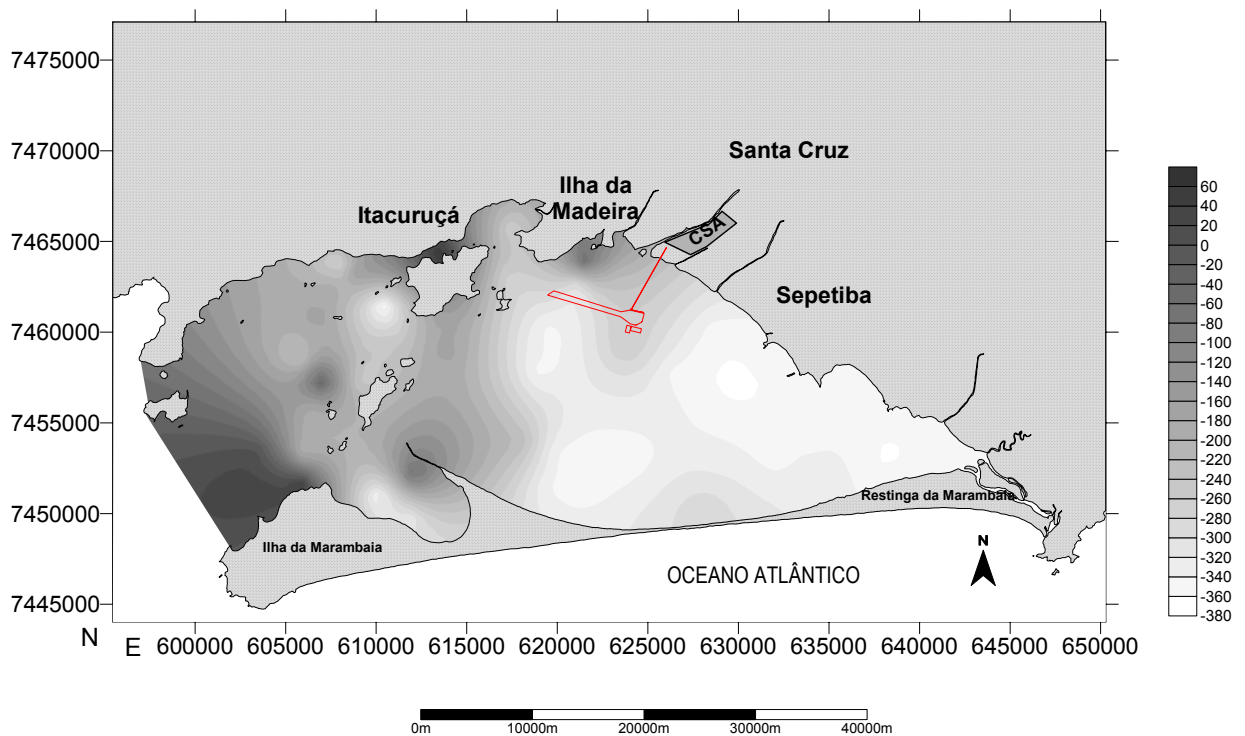 7475000
7470000
7465000
7460000
7455000
7450000
7445000
Santa Cruz
Ilha da
Madeira
Itacuruçá
CSA
Sepetiba
Restinga da Marambaia
Ilha da Marambaia
OCEANO ATLÂNTICO
N
N
E
600000 605000 610000 615000 620000 625000 630000 635000 640000 645000 650000
0m 10000m 20000m 30000m 40000m
60
40
20
0
-20
-60
-80
-100
-120
-140
-160
-180
-200
-220
-240
-260
-280
-300
-320
-340
-360
-380